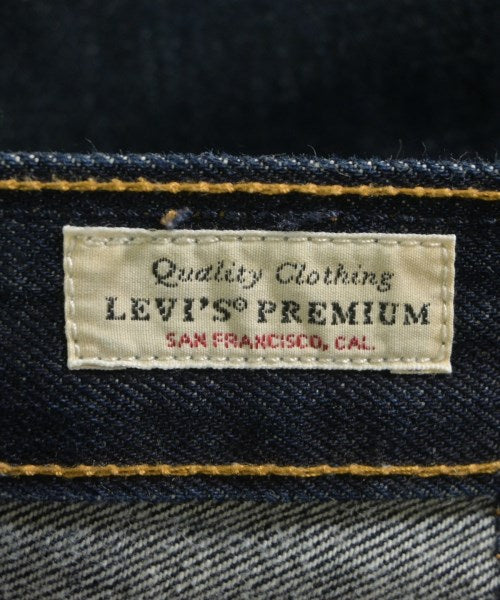 Quality Clothing
LEVI'S® PREMIUM
SAN FRANCISCO, CAL.